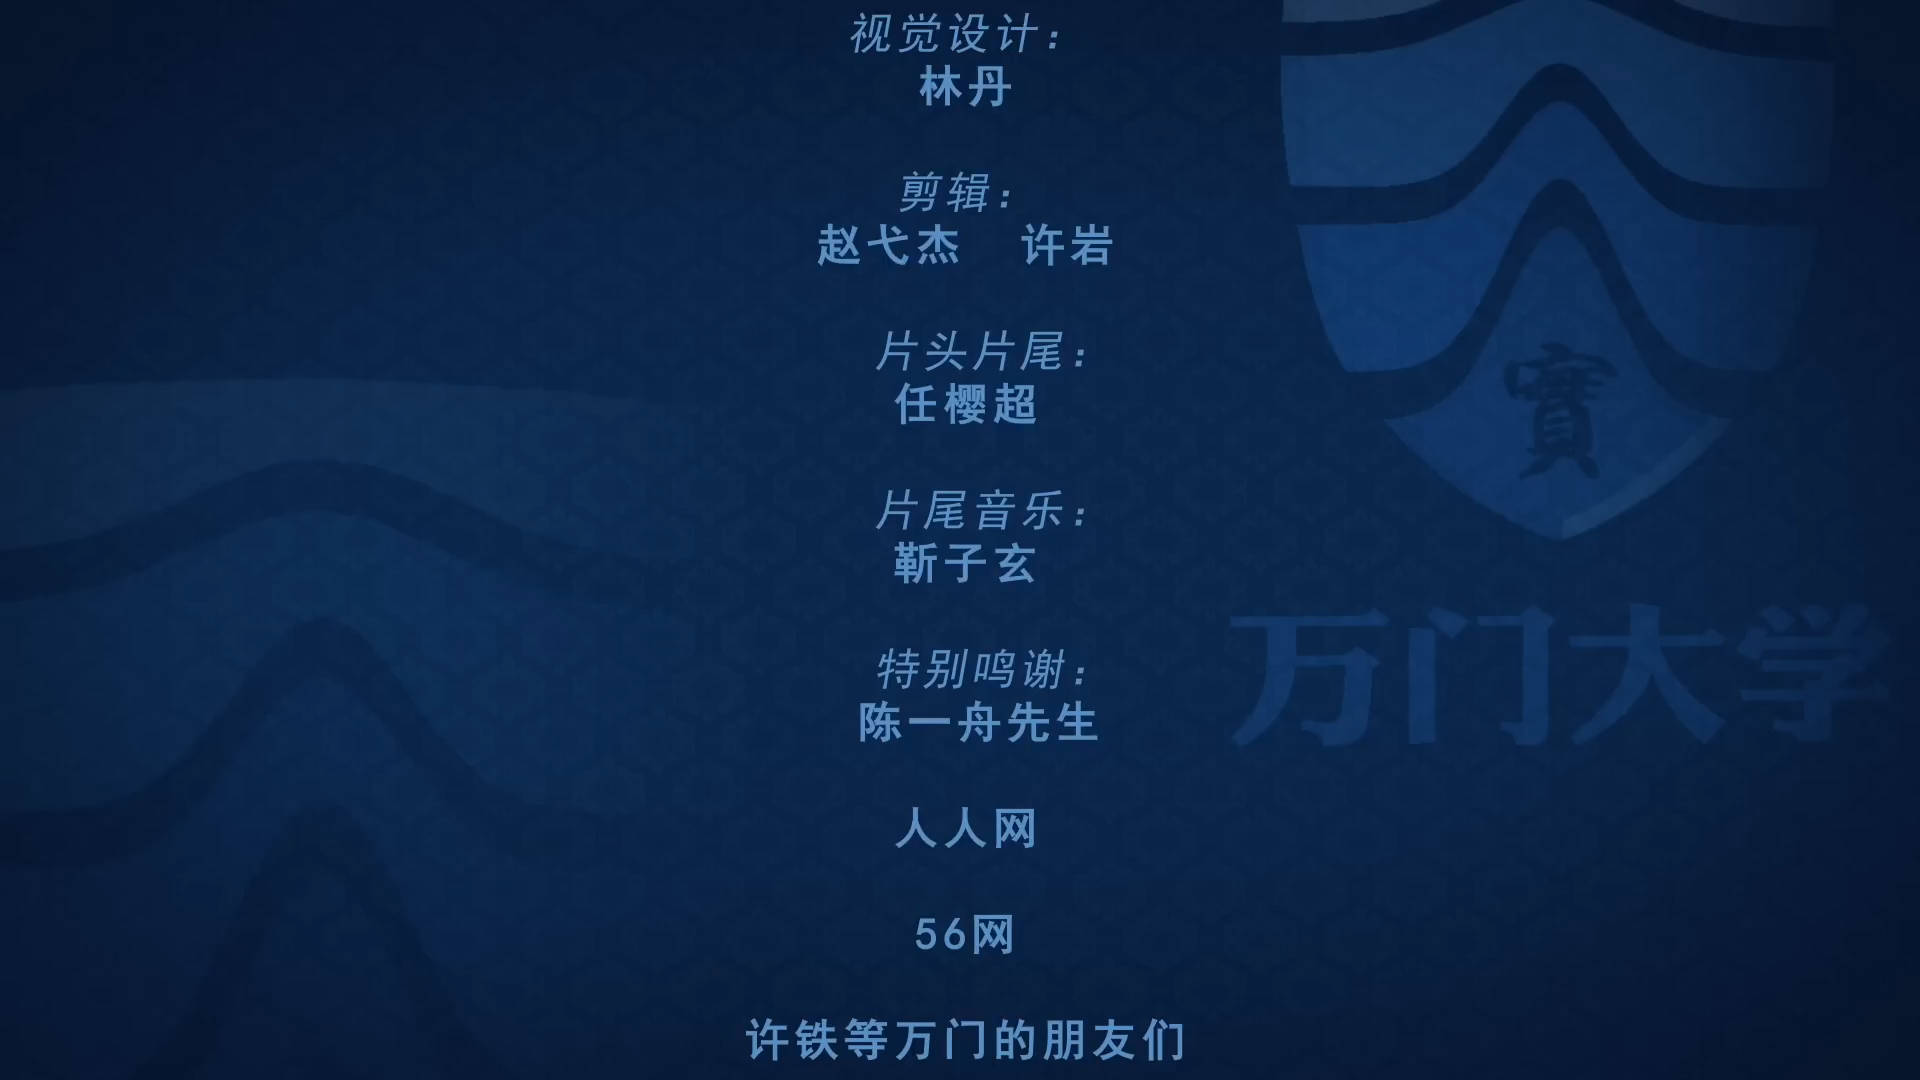 视觉设计：
林丹
剪辑：
赵弋杰 许岩
片头片尾：
任樱超
片尾音乐：
靳子玄
特别鸣谢：
陈一舟先生
人人网
56网
许铁等万门的朋友们
實
万门大学